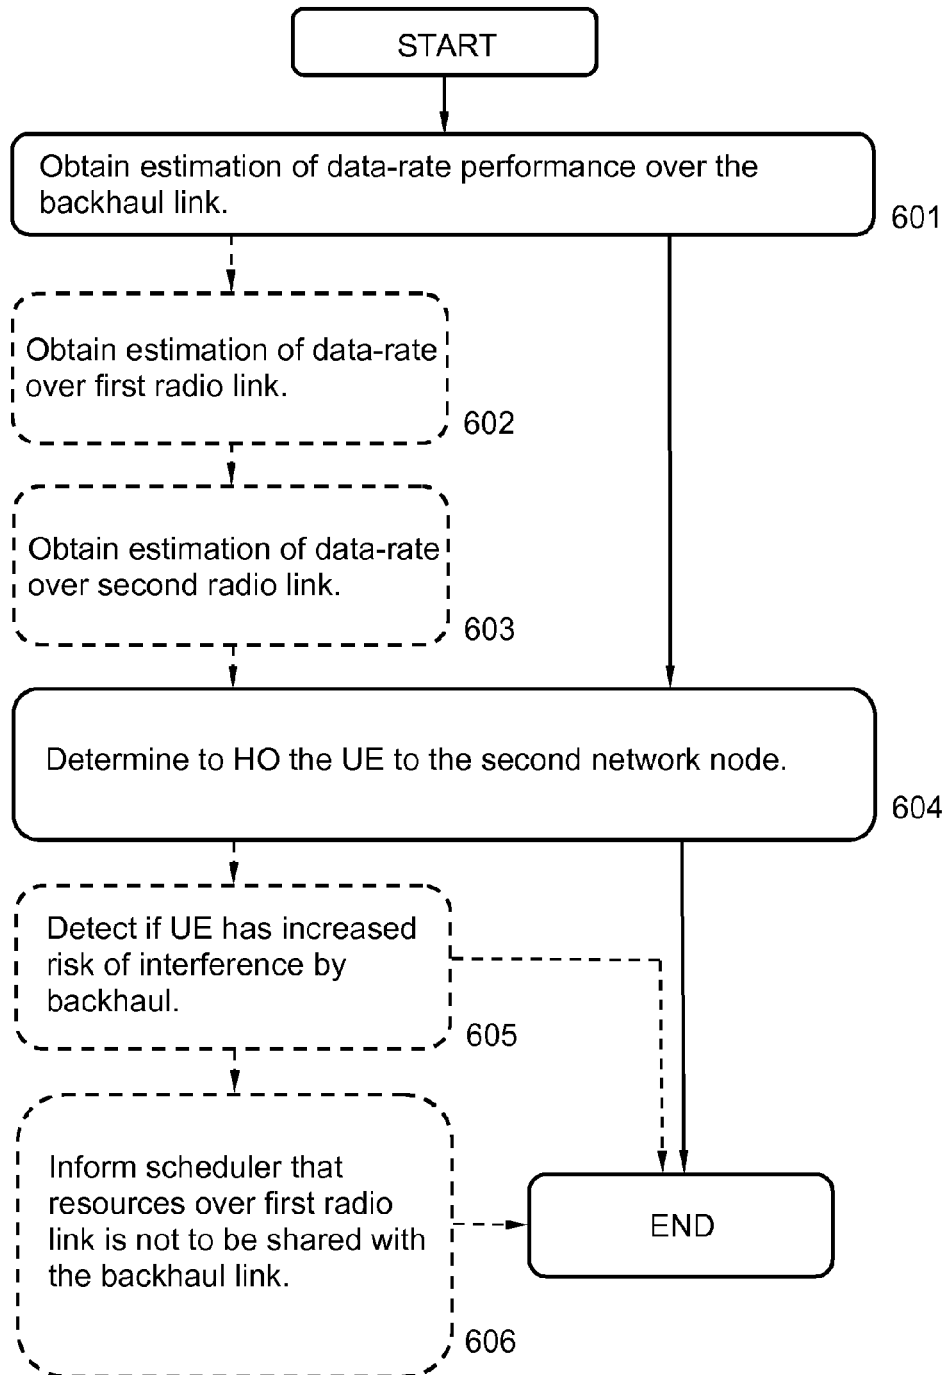 START
Obtain estimation of data-rate performance over the
backhaul link.
601
Obtain estimation of data-rate
over first radio link.
602
Obtain estimation of data-rate
over second radio link.
603
Determine to HO the UE to the second network node.
604
Detect if UE has increased
risk of interference by
backhaul.
605
Inform scheduler that
resources over first radio
link is not to be shared with
the backhaul link.
606
END